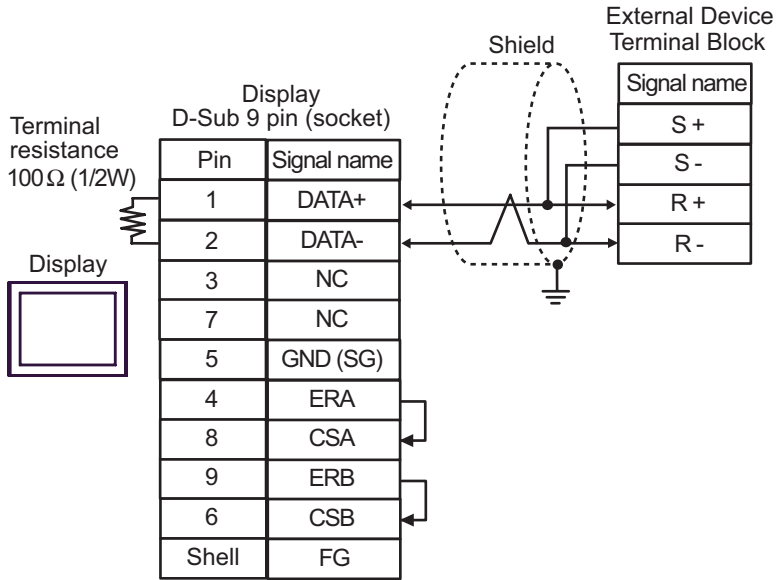 External Device
Terminal Block
Shield
Signal name
S +
S -
R +
R -
Display
D-Sub 9 pin (socket)
Terminal
resistance
100Ω (1/2W)
Pin Signal name
1 DATA+
2 DATA-
3 NC
7 NC
5 GND (SG)
4 ERA
8 CSA
9 ERB
6 CSB
Shell FG
Display